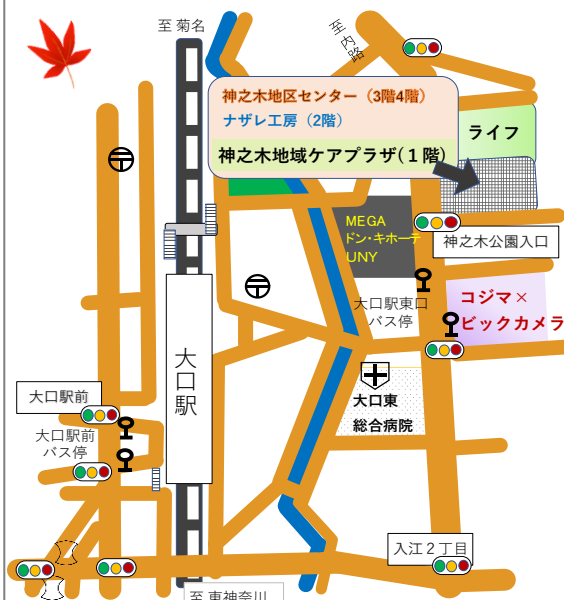 至 菊名
至内路
神之木地区センター（3階4階）
ナザレ工房（2階）
神之木地域ケアプラザ（１階）
ライフ
MEGA
ドン・キホーテ
UNY
神之木公園入口
大口駅東口
バス停
コジマ×
ビックカメラ
大口駅
大口東
総合病院
大口駅前
大口駅前
バス停
入江２丁目
至 東神奈川